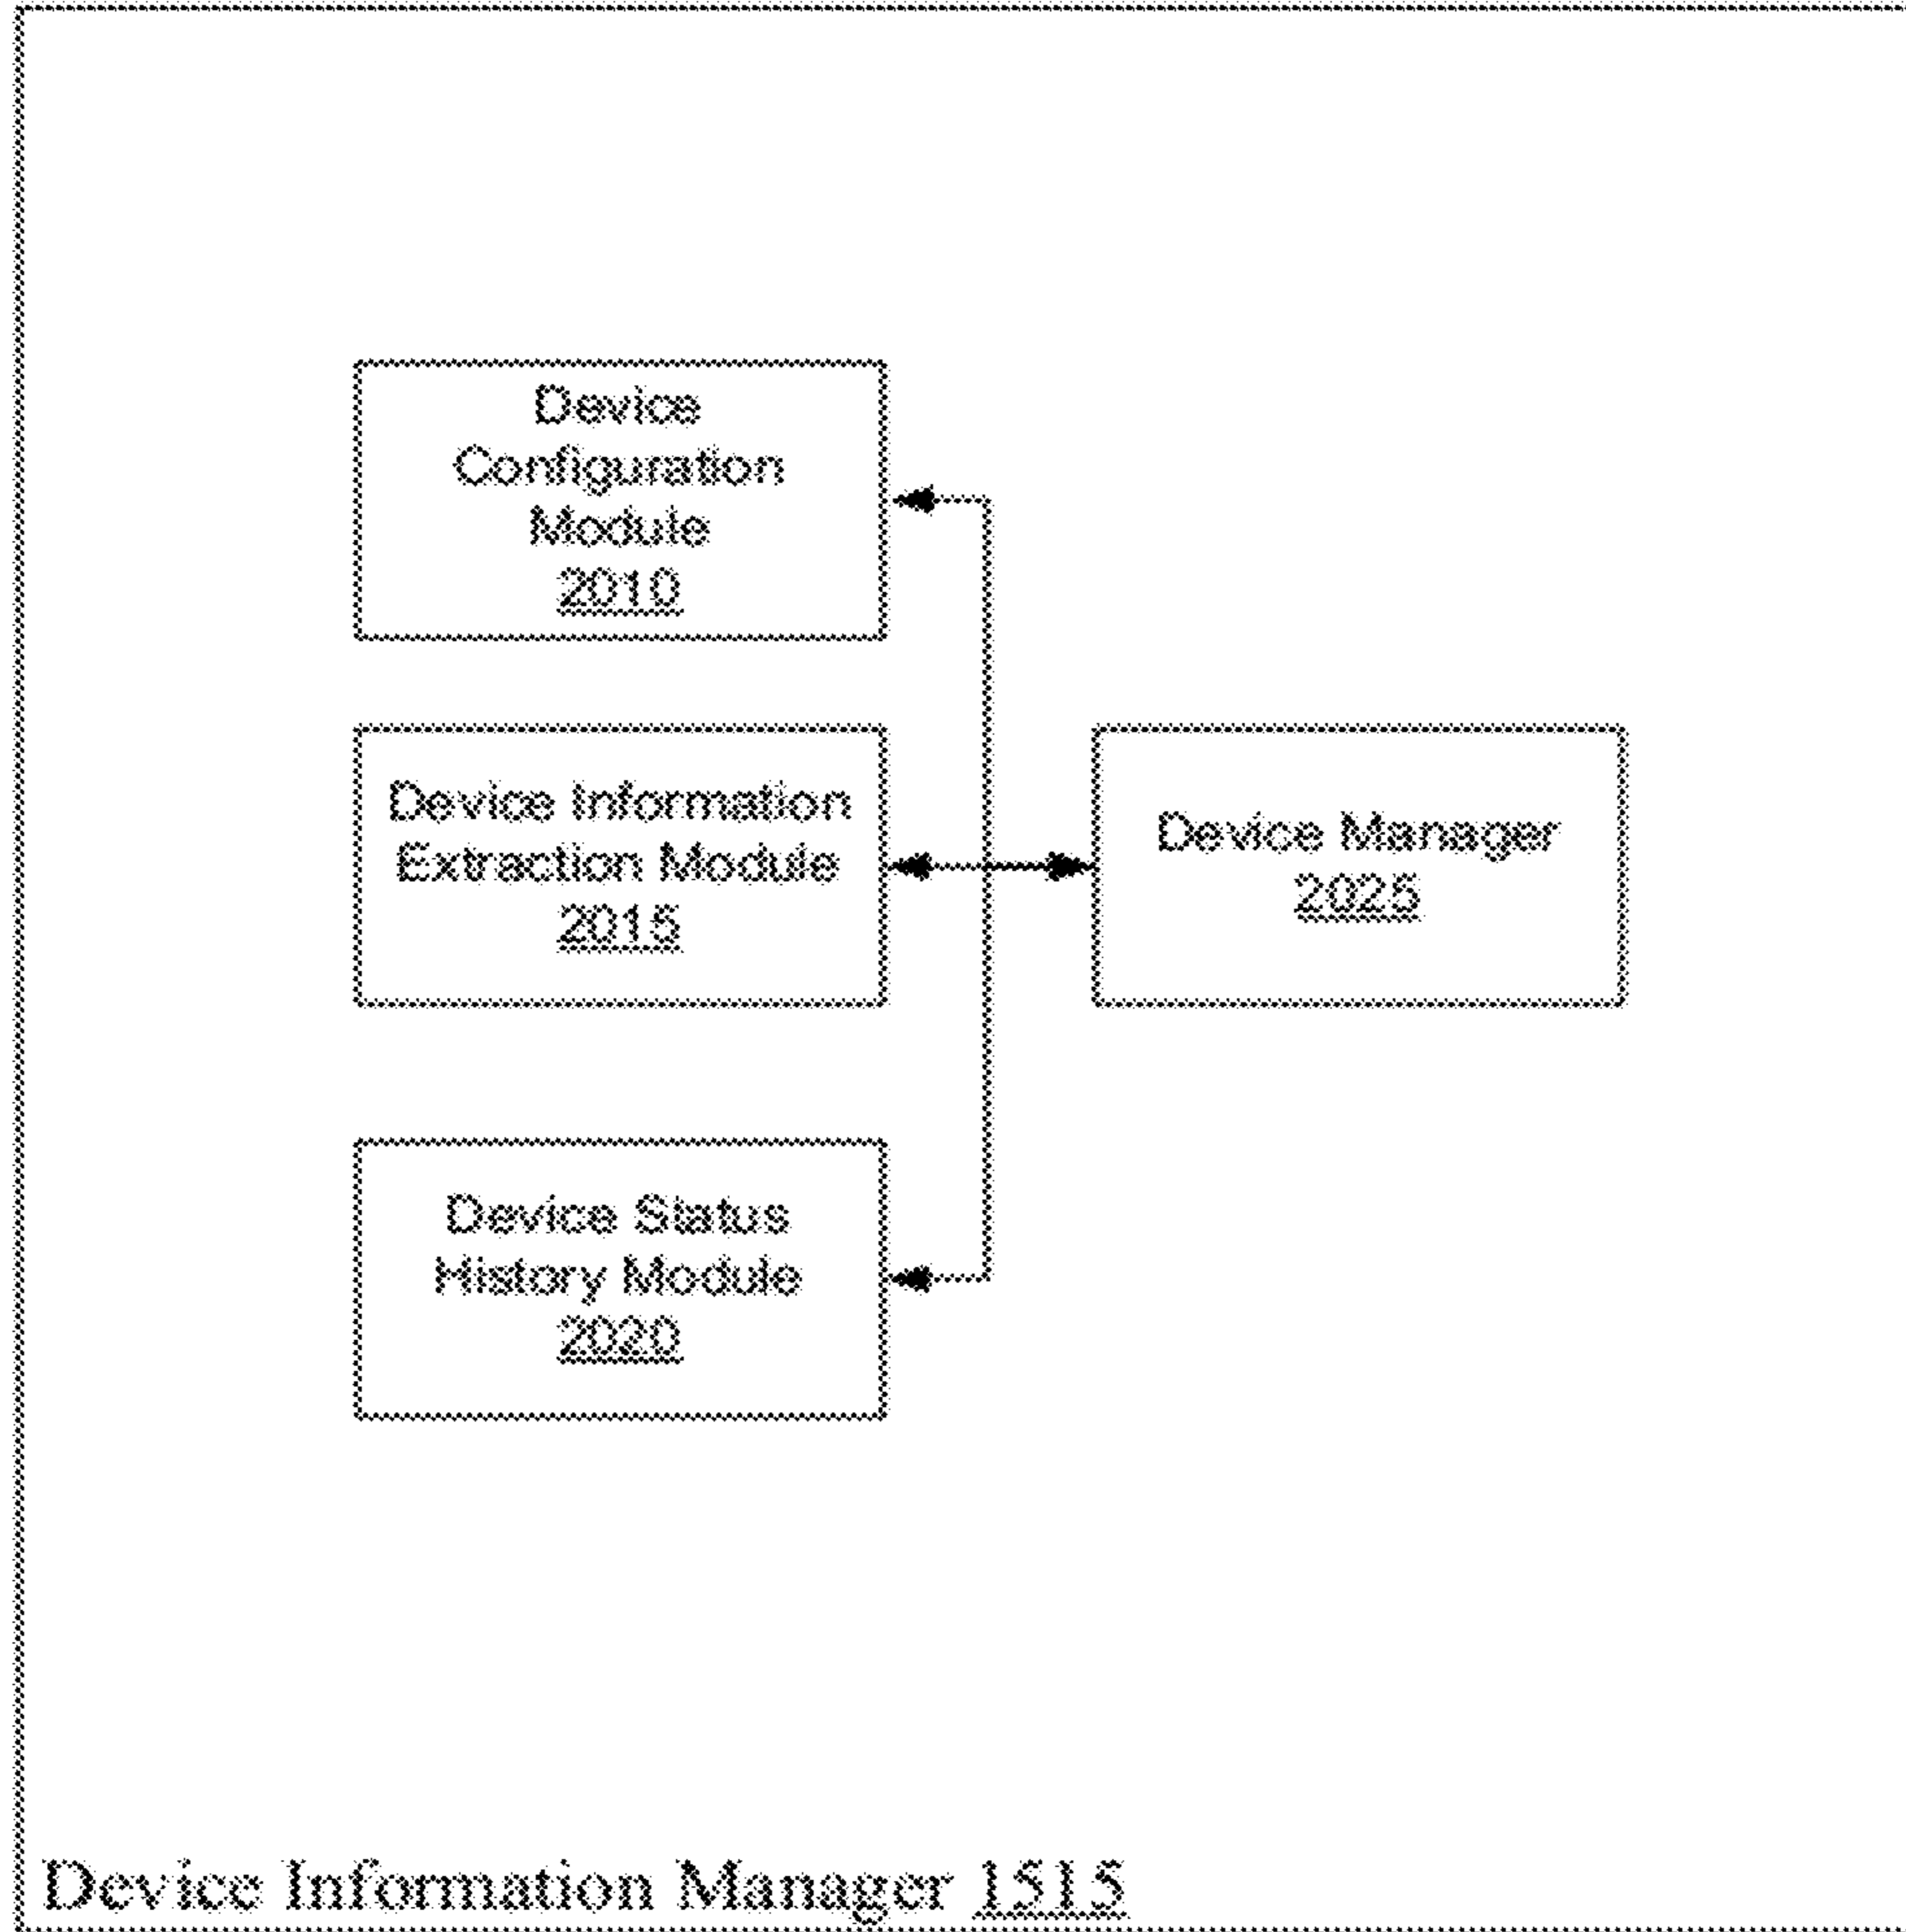 Device
Configuration
Module
2010
Device Information
Extraction Module
2015
Device Manager
2025
Device Status
History Module
2020
Device Information Manager 1515